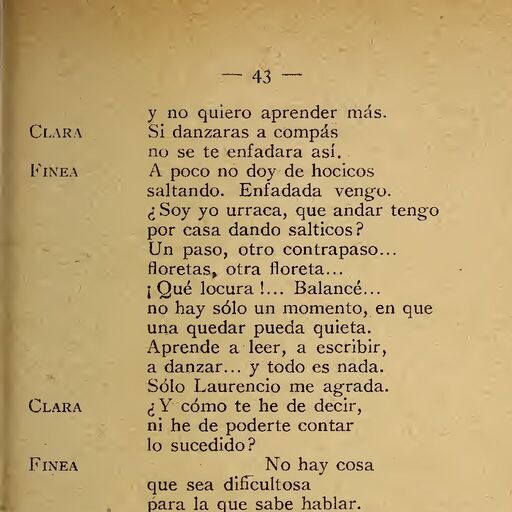 — 43 —
y no quiero aprender más.
CLARA Si danzaras a compás
no se te enfadara así.
FINEA A poco no doy de hocicos
saltando. Enfadada vengo.
¿Soy yo urraca, que andar tengo
por casa dando salticos?
Un paso, otro contrapaso...
floretas, otra floreta...
¡Qué locura!... Balancé...
no hay sólo un momento, en que
una quedar pueda quieta.
Aprende a leer, a escribir,
a danzar... y todo es nada.
Sólo Laurencio me agrada.
CLARA ¿Y cómo te he de decir,
ni he de poderte contar
lo sucedido?
FINEA No hay cosa
que sea dificultosa
para la que sabe hablar.